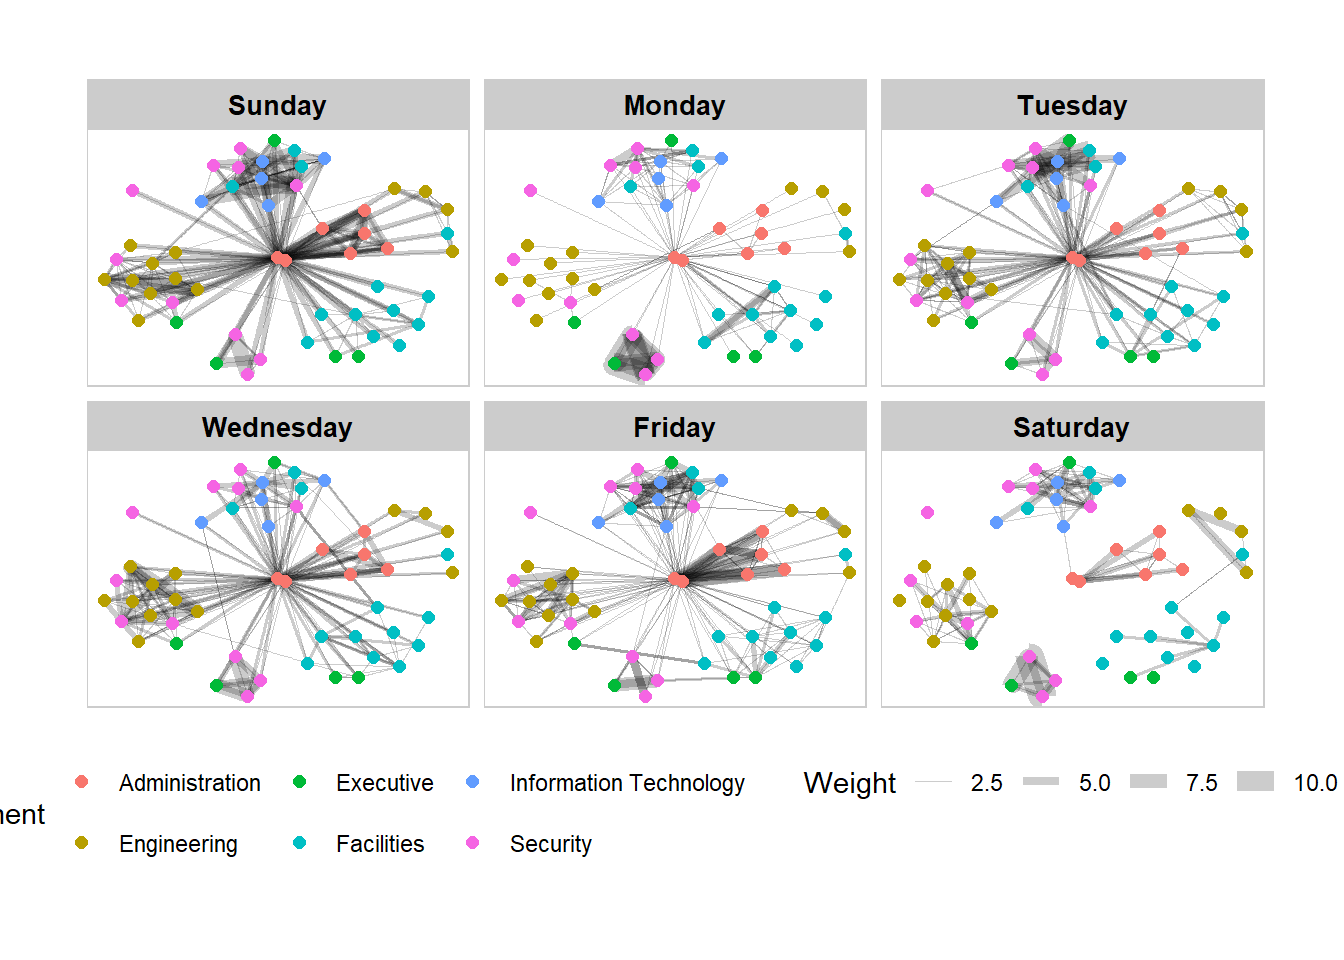 Sunday Monday Tuesday
Wednesday Friday Saturday
Administration Executive Information Technology Weight 2.5 5.0 7.5 10.0
Engineering Facilities Security